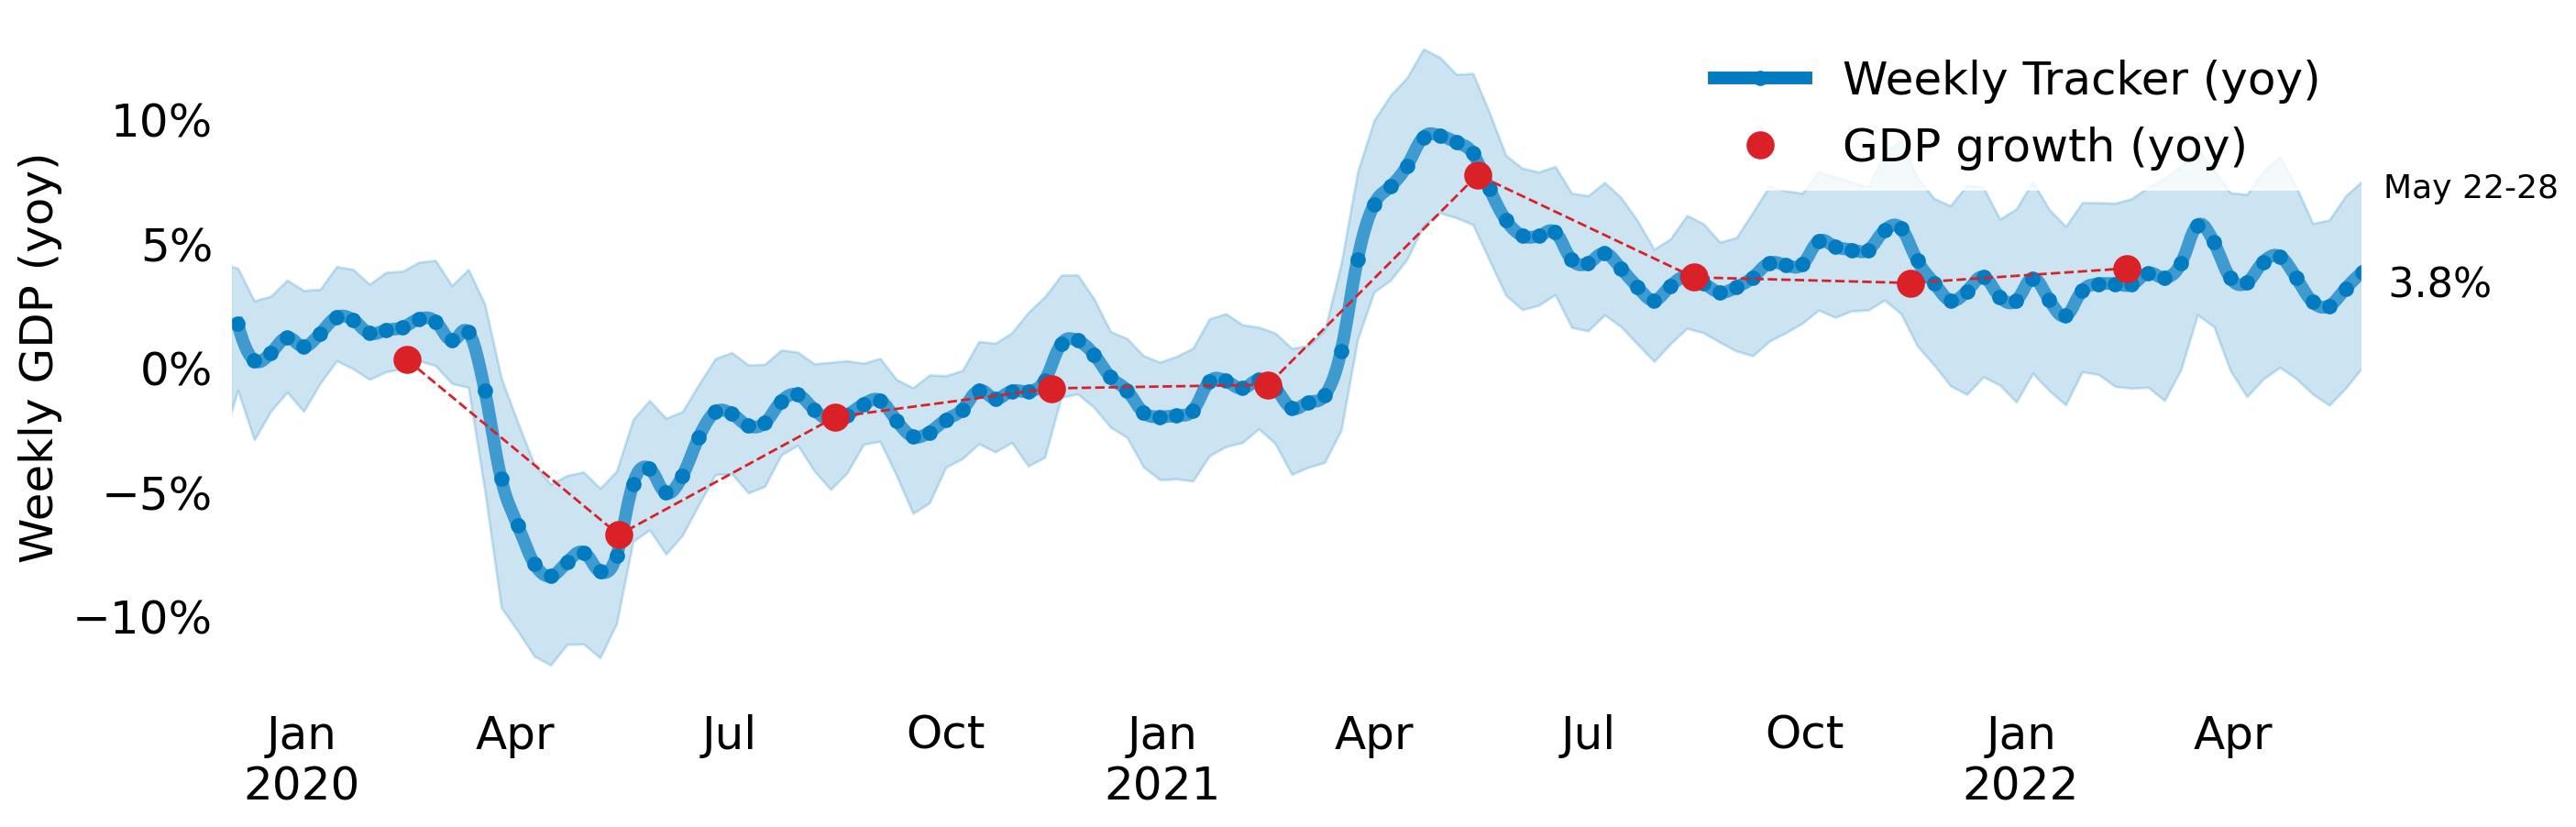 Weekly GDP (yoy)
10%
5%
0%
−5%
−10%
Weekly Tracker (yoy)
GDP growth (yoy)
May 22-28
3.8%
Jan Apr Jul Oct Jan Apr Jul Oct Jan Apr
2020 2021 2022